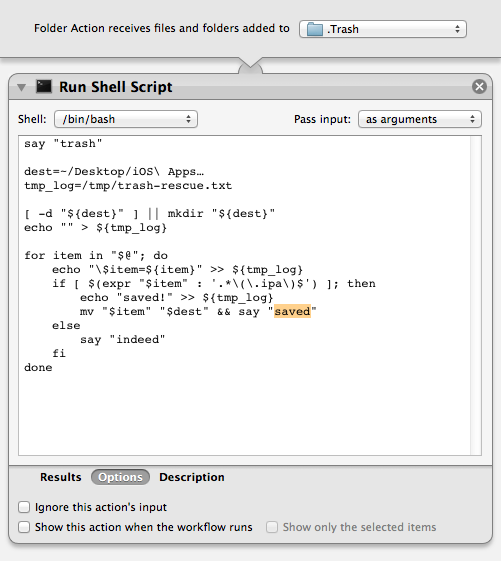 Folder Action receives files and folders added to .Trash
Run Shell Script
Shell: /bin/bash Pass input: as arguments
say "trash"
dest=~/Desktop/iOS\ Apps…
tmp_log=/tmp/trash-rescue.txt
[ -d "${dest}" ] || mkdir "${dest}"
echo "" > ${tmp_log}
for item in "$@"; do
    echo "\$item=${item}" >> ${tmp_log}
    if [ $(expr "$item" : '.*\(\.ipa\)$') ]; then
        echo "saved!" >> ${tmp_log}
        mv "$item" "$dest" && say "saved"
    else
        say "indeed"
    fi
done
Results Options Description
Ignore this action's input
Show this action when the workflow runs Show only the selected items